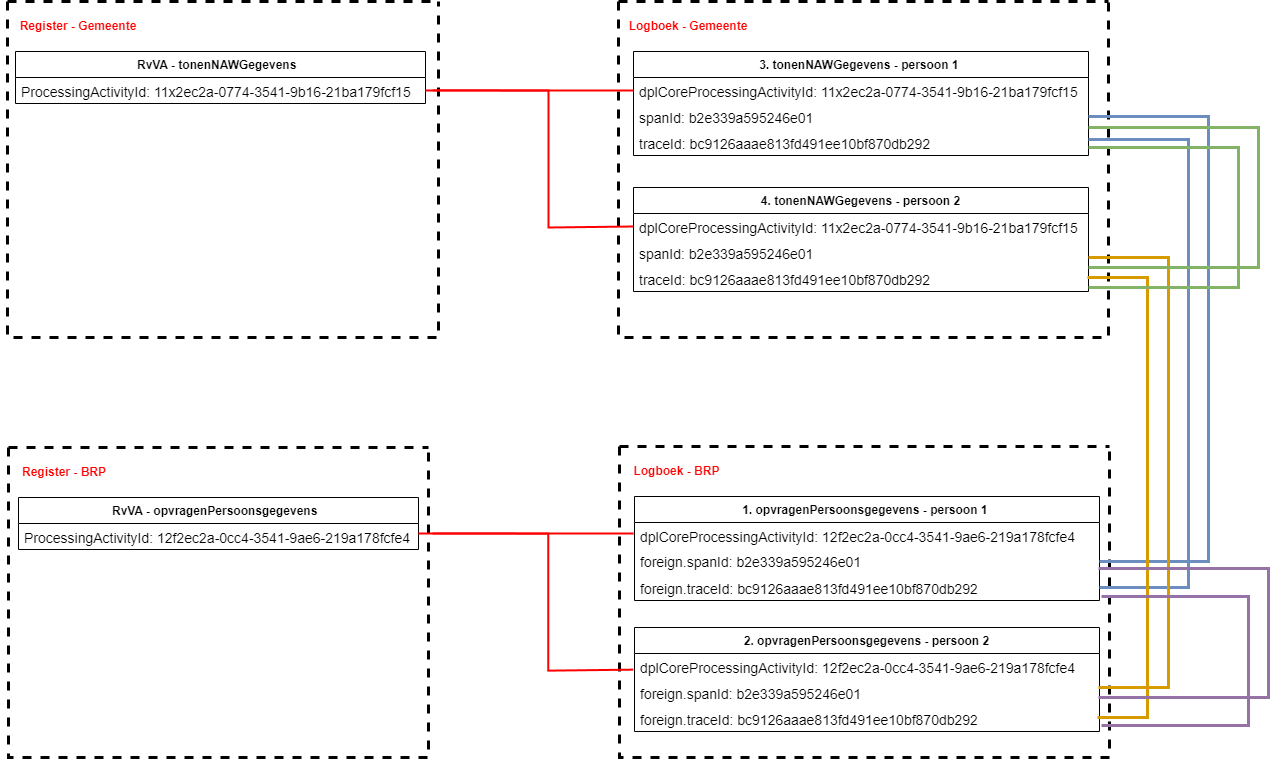 Register - Gemeente
RvVA - tonenNAWGegevens
ProcessingActivityId: 11x2ec2a-0774-3541-9b16-21ba179fcf15
Logboek - Gemeente
3. tonenNAWGegevens - persoon 1
dplCoreProcessingActivityId: 11x2ec2a-0774-3541-9b16-21ba179fcf15
spanId: b2e339a595246e01
traceId: bc9126aaae813fd491ee10bf870db292
4. tonenNAWGegevens - persoon 2
dplCoreProcessingActivityId: 11x2ec2a-0774-3541-9b16-21ba179fcf15
spanId: b2e339a595246e01
traceId: bc9126aaae813fd491ee10bf870db292
Register - BRP
RvVA - opvragenPersoonsgegevens
ProcessingActivityId: 12f2ec2a-0cc4-3541-9ae6-219a178fcfe4
Logboek - BRP
1. opvragenPersoonsgegevens - persoon 1
dplCoreProcessingActivityId: 12f2ec2a-0cc4-3541-9ae6-219a178fcfe4
foreign.spanId: b2e339a595246e01
foreign.traceId: bc9126aaae813fd491ee10bf870db292
2. opvragenPersoonsgegevens - persoon 2
dplCoreProcessingActivityId: 12f2ec2a-0cc4-3541-9ae6-219a178fcfe4
foreign.spanId: b2e339a595246e01
foreign.traceId: bc9126aaae813fd491ee10bf870db292